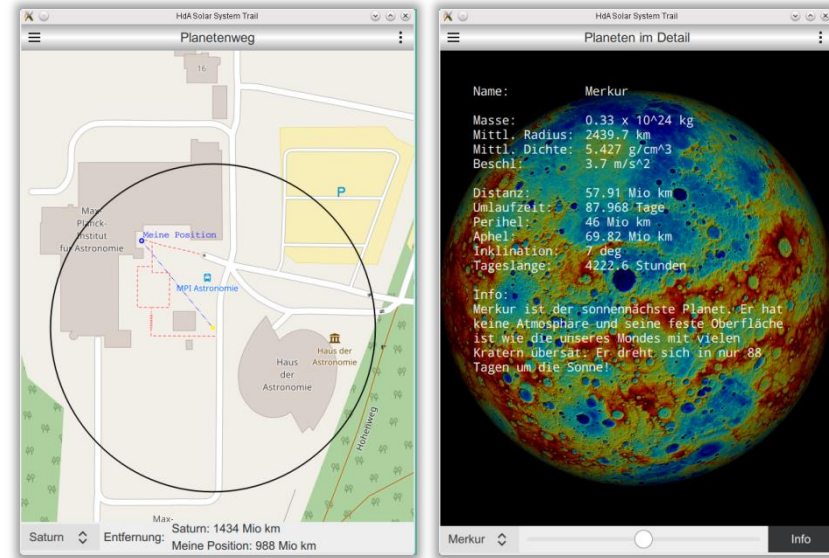 HdA Solar System Trail
Planetenweg
16
P
Max-
Planck-
Institut
für Astronomie
Meine Position
MPI Astronomie
Haus
der
Astronomie
Haus der
Astronomie
Höhenweg
Max-
Saturn
Entfernung:
Saturn: 1434 Mio km
Meine Position: 988 Mio km
HdA Solar System Trail
Planeten im Detail
Name: Merkur
Masse: 0.33 x 10^24 kg
Mittl. Radius: 2439.7 km
Mittl. Dichte: 5.427 g/cm^3
Beschl: 3.7 m/s^2
Distanz: 57.91 Mio km
Umlaufzeit: 87.968 Tage
Perihel: 46 Mio km
Aphel: 69.82 Mio km
Inklination: 7 deg
Tageslänge: 4222.6 Stunden
Info:
Merkur ist der sonnennächste Planet. Er hat
keine Atmosphäre und seine feste Oberfläche
ist wie die unseres Mondes mit vielen
Kratern übersät. Er dreht sich in nur 88
Tagen um die Sonne!
Merkur
Info